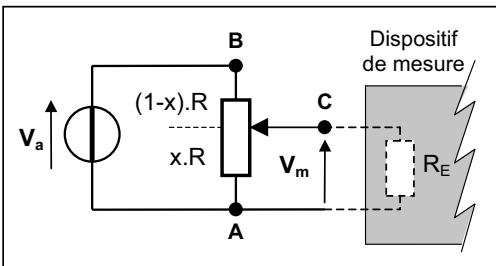 Dispositif
de mesure
B
(1-x).R
C
V_a
x.R
V_m
R_E
A